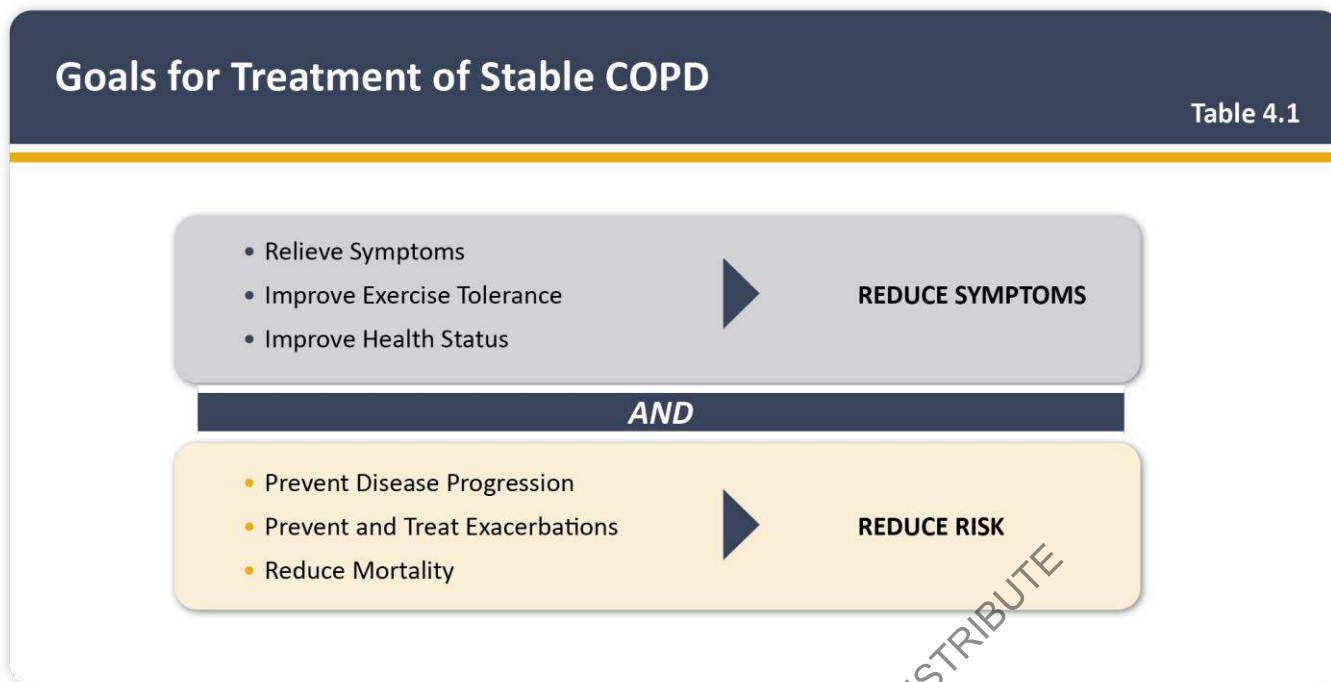 Goals for Treatment of Stable COPD
Table 4.1
• Relieve Symptoms
• Improve Exercise Tolerance
• Improve Health Status
REDUCE SYMPTOMS
AND
• Prevent Disease Progression
• Prevent and Treat Exacerbations
• Reduce Mortality
REDUCE RISK